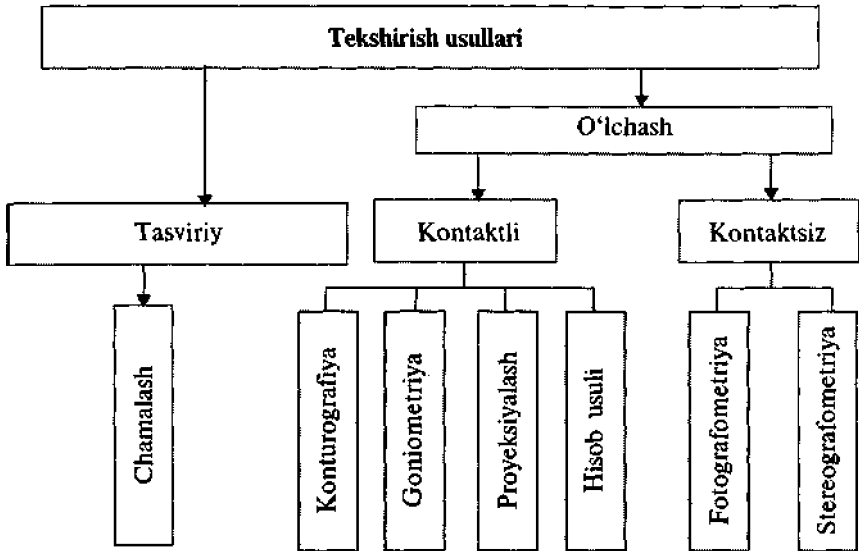 Tekshirish usullari
O‘lchash
Tasviriy
Kontaktli
Kontaktsiz
Chamalash
Konturografiya
Goniometriya
Proyeksiyalash
Hisob usuli
Fotografometriya
Stereografometriya